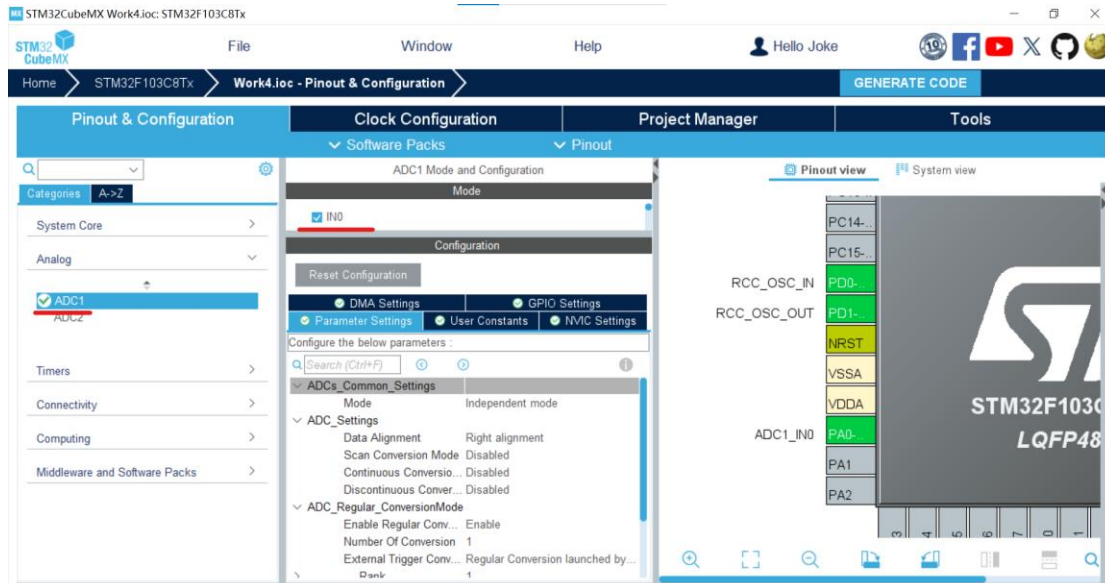 MX STM32CubeMX Work4.ioc: STM32F103C8Tx
STM32 CubeMX
File Window Help Hello Joke
Home STM32F103C8Tx Work4.ioc - Pinout & Configuration GENERATE CODE
Pinout & Configuration Clock Configuration Project Manager Tools
Software Packs Pinout
Categories A->Z
System Core
Analog
ADC1
ADC2
Timers
Connectivity
Computing
Middleware and Software Packs
ADC1 Mode and Configuration
Mode
IN0
Configuration
Reset Configuration
DMA Settings GPIO Settings
Parameter Settings User Constants NVIC Settings
Configure the below parameters :
Search (Ctrl+F)
ADCs_Common_Settings
Mode Independent mode
ADC_Settings
Data Alignment Right alignment
Scan Conversion Mode Disabled
Continuous Conversio... Disabled
Discontinuous Conver... Disabled
ADC_Regular_ConversionMode
Enable Regular Conv... Enable
Number Of Conversion 1
External Trigger Conv... Regular Conversion launched by...
Rank 1
Pinout view System view
PC14-..
PC15-..
RCC_OSC_IN PD0-..
RCC_OSC_OUT PD1-..
NRST
VSSA
VDDA
ADC1_IN0 PA0-..
PA1
PA2
STM32F103C
LQFP48